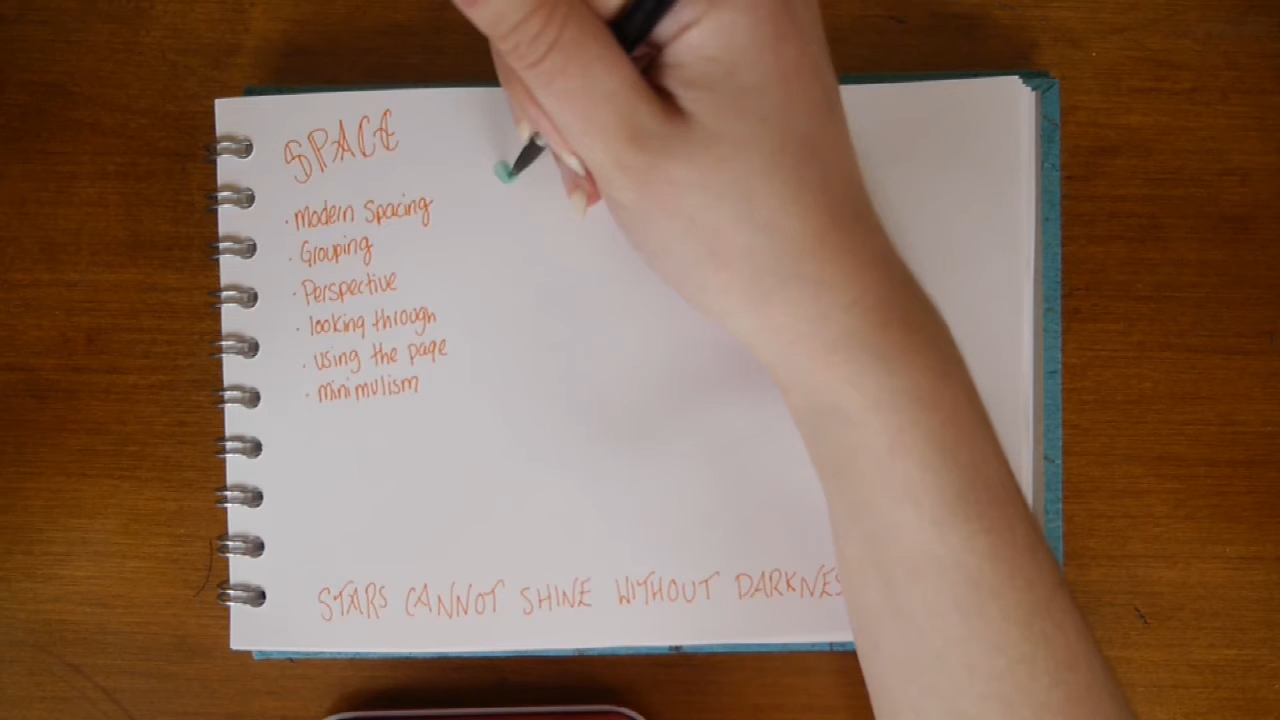 SPACE
· Modern Spacing
· Grouping
· Perspective
· looking through
· using the page
· minimulism
STARS CANNOT SHINE WITHOUT DARKNES